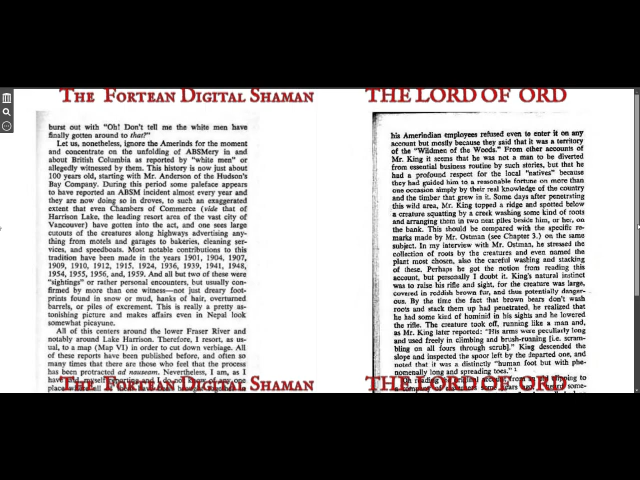 THE FORTEAN DIGITAL SHAMAN
burst out with "Oh! Don't tell me the white men have
finally gotten around to that?"
Let us, nonetheless, ignore the Amerinds for the moment
and concentrate on the unfolding of ABSMery in and
about British Columbia as reported by "white men" or
allegedly witnessed by them. This history is now just about
100 years old, starting with Mr. Anderson of the Hudson's
Bay Company. During this period some paleface appears
to have reported an ABSM incident almost every year and
they are now doing so in droves, to such an exaggerated
extent that even Chambers of Commerce (vide that of
Harrison Lake, the leading resort area of the vast city of
Vancouver) have gotten into the act, and one sees large
cutouts of the creatures along highways advertising any-
thing from motels and garages to bakeries, cleaning ser-
vices, and speedboats. Most notable contributions to this
tradition have been made in the years 1901, 1904, 1907,
1909, 1910, 1912, 1915, 1924, 1936, 1939, 1941, 1948,
1954, 1955, 1956, and, 1959. And all but two of these were
"sightings" or rather personal encounters, but usually con-
firmed by more than one witness—not just dreary foot-
prints found in snow or mud, hanks of hair, overturned
barrels, or piles of excrement. This is really a pretty as-
tonishing picture and makes affairs even in Nepal look
somewhat picayune.
All of this centers around the lower Fraser River and
notably around Lake Harrison. Therefore, I resort, as us-
ual, to a map (Map VI) in order to cut down verbiage. All
of these reports have been published before, and often so
many times that there are those who feel that the process
has been protracted ad nauseam. Nevertheless, I am, as I
THE FORTEAN DIGITAL SHAMAN
THE LORD OF ORD
his Amerindian employees refused even to enter it on any
account but mostly because they said that it was a territory
of the "Wildmen of the Woods." From other accounts of
Mr. King it seems that he was not a man to be diverted
from essential business routine by such stories, but that he
had a profound respect for the local "natives" because
they had guided him to a reasonable fortune on more than
one occasion simply by their real knowledge of the country
and the timber that grew in it. Some days after penetrating
this wild area, Mr. King topped a ridge and spotted below
a creature squatting by a creek washing some kind of roots
and arranging them in two neat piles beside him, or her, on
the bank. This should be compared with the specific re-
marks made by Mr. Ostman (see Chapter 3.) on the same
subject. In my interview with Mr. Ostman, he stressed the
collection of roots by the creatures and even named the
plant most chosen, also the careful washing and stacking
of these. Perhaps he got the notion from reading this
account, but personally I doubt it. King's natural instinct
was to raise his rifle and sight, for the creature was large,
covered in reddish brown fur, and thus potentially danger-
ous. By the time the fact that brown bears don't wash
roots and stack them up had penetrated, he realized that
he had some kind of hominid in his sights and he lowered
the rifle. The creature took off, running like a man and,
as Mr. King later reported: "His arms were peculiarly long
and used freely in climbing and brush-running [i.e. scram-
bling on all fours through scrub]." King descended the
slope and inspected the spoor left by the departed one, and
noted that it was a distinctly "human foot but with phe-
nomenally long and spreading toes." 1
THE LORD OF ORD